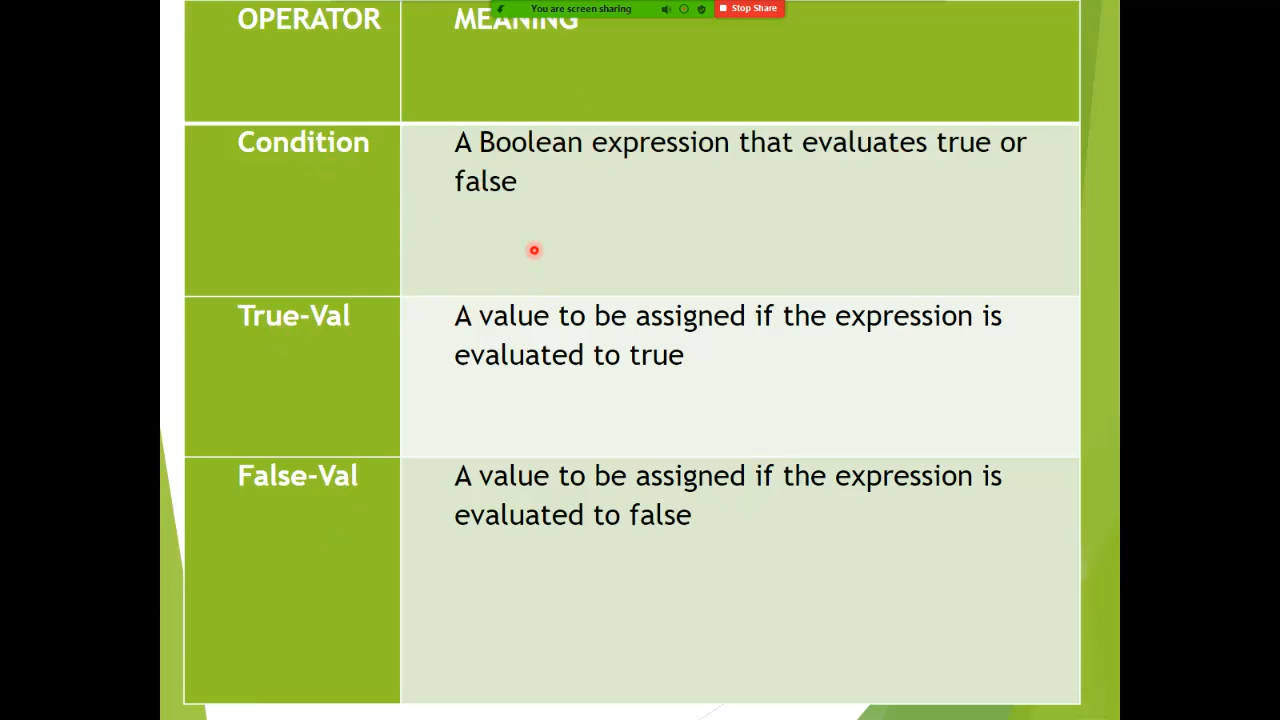 You are screen sharing
Stop Share
OPERATOR
MEANING
Condition
A Boolean expression that evaluates true or
false
True-Val
A value to be assigned if the expression is
evaluated to true
False-Val
A value to be assigned if the expression is
evaluated to false